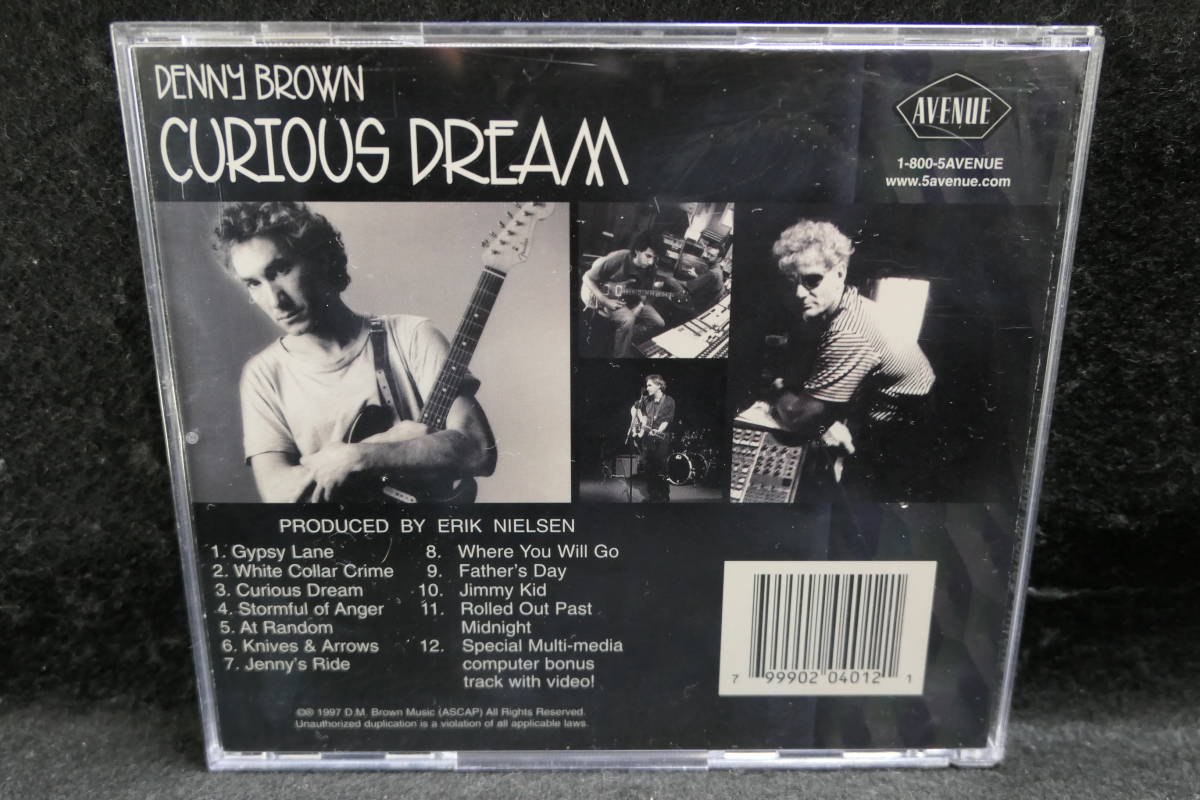 DENNY BROWN
CURIOUS DREAM
AVENUE
1-800-5AVENUE
www.5avenue.com
Fender
PRODUCED BY ERIK NIELSEN
1. Gypsy Lane
2. White Collar Crime
3. Curious Dream
4. Stormful of Anger
5. At Random
6. Knives & Arrows
7. Jenny's Ride
8. Where You Will Go
9. Father's Day
10. Jimmy Kid
11. Rolled Out Past
Midnight
12. Special Multi-media
computer bonus
track with video!
©℗ 1997 D.M. Brown Music (ASCAP) All Rights Reserved.
Unauthorized duplication is a violation of all applicable laws.
7 99902 04012 1